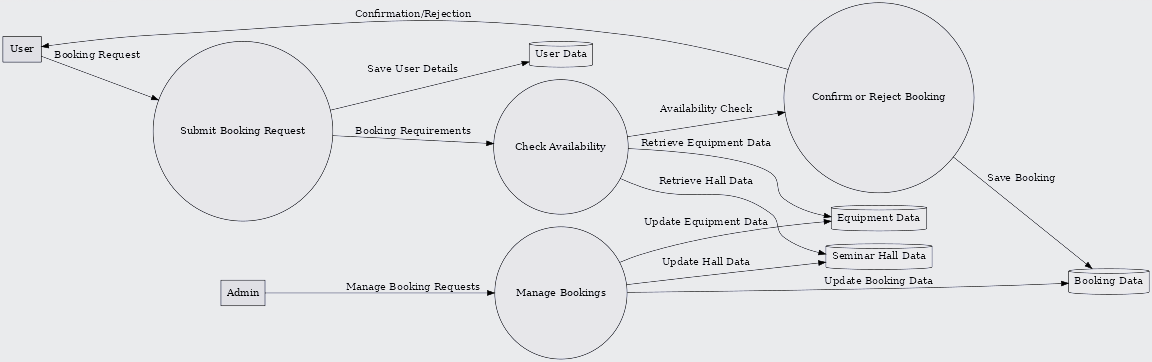 Confirmation/Rejection
User
Booking Request
User Data
Save User Details
Confirm or Reject Booking
Availability Check
Submit Booking Request
Booking Requirements
Check Availability
Retrieve Equipment Data
Retrieve Hall Data
Save Booking
Equipment Data
Update Equipment Data
Seminar Hall Data
Update Hall Data
Update Booking Data
Booking Data
Admin
Manage Booking Requests
Manage Bookings